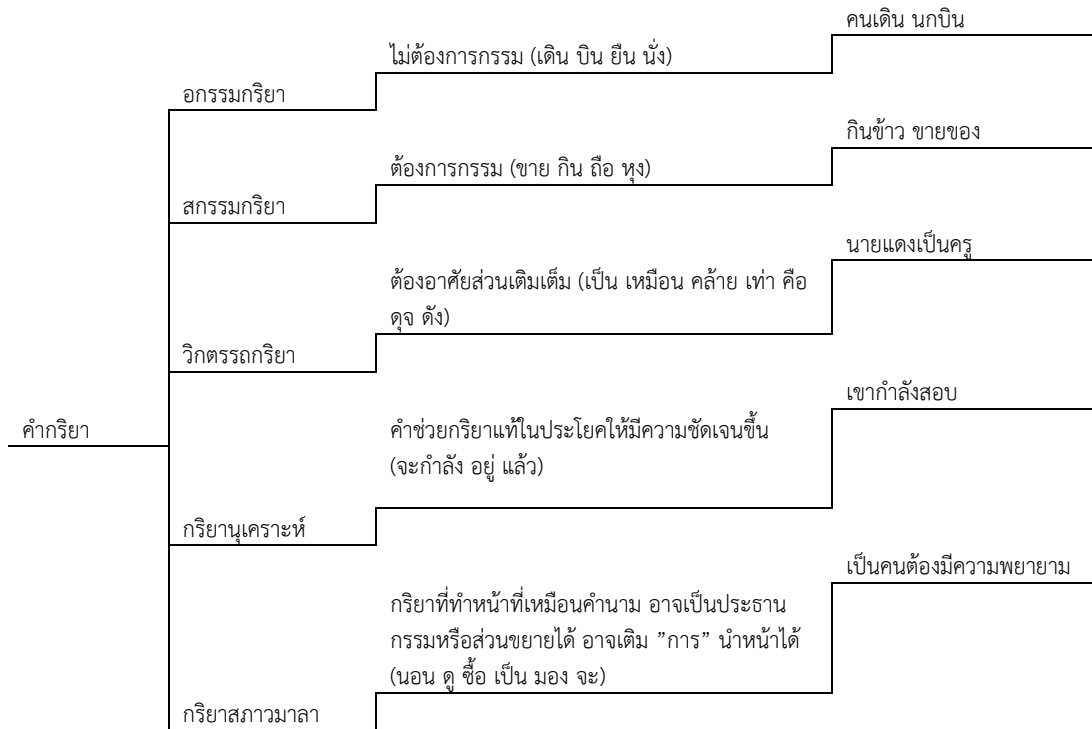 คำกริยา
อกรรมกริยา
ไม่ต้องการกรรม (เดิน บิน ยืน นั่ง)
คนเดิน นกบิน
สกรรมกริยา
ต้องการกรรม (ขาย กิน ถือ หุง)
กินข้าว ขายของ
วิกตรรถกริยา
ต้องอาศัยส่วนเติมเต็ม (เป็น เหมือน คล้าย เท่า คือ
ดุจ ดัง)
นายแดงเป็นครู
กริยานุเคราะห์
คำช่วยกริยาแท้ในประโยคให้มีความชัดเจนขึ้น
(จะกำลัง อยู่ แล้ว)
เขากำลังสอบ
กริยาสภาวมาลา
กริยาที่ทำหน้าที่เหมือนคำนาม อาจเป็นประธาน
กรรมหรือส่วนขยายได้ อาจเติม ”การ” นำหน้าได้
(นอน ดู ซื้อ เป็น มอง จะ)
เป็นคนต้องมีความพยายาม